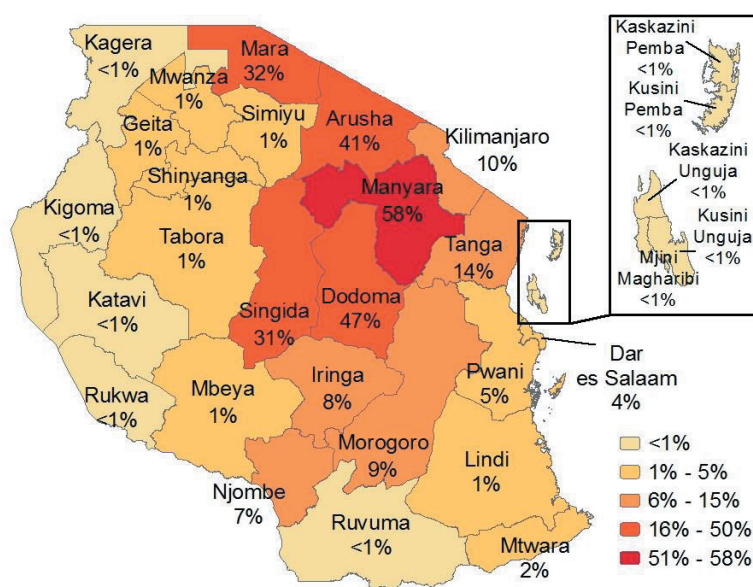 Kagera
<1%
Mara
32%
Mwanza
1%
Geita
1%
Simiyu
1%
Arusha
41%
Kilimanjaro
10%
Shinyanga
1%
Manyara
58%
Kigoma
<1%
Tabora
1%
Tanga
14%
Katavi
<1%
Singida
31%
Dodoma
47%
Rukwa
<1%
Mbeya
1%
Iringa
8%
Pwani
5%
Dar
es Salaam
4%
Morogoro
9%
Lindi
1%
Njombe
7%
Ruvuma
<1%
Mtwara
2%
Kaskazini
Pemba
<1%
Kusini
Pemba
<1%
Kaskazini
Unguja
<1%
Kusini
Unguja
<1%
Mjini
Magharibi
<1%
<1%
1% - 5%
6% - 15%
16% - 50%
51% - 58%